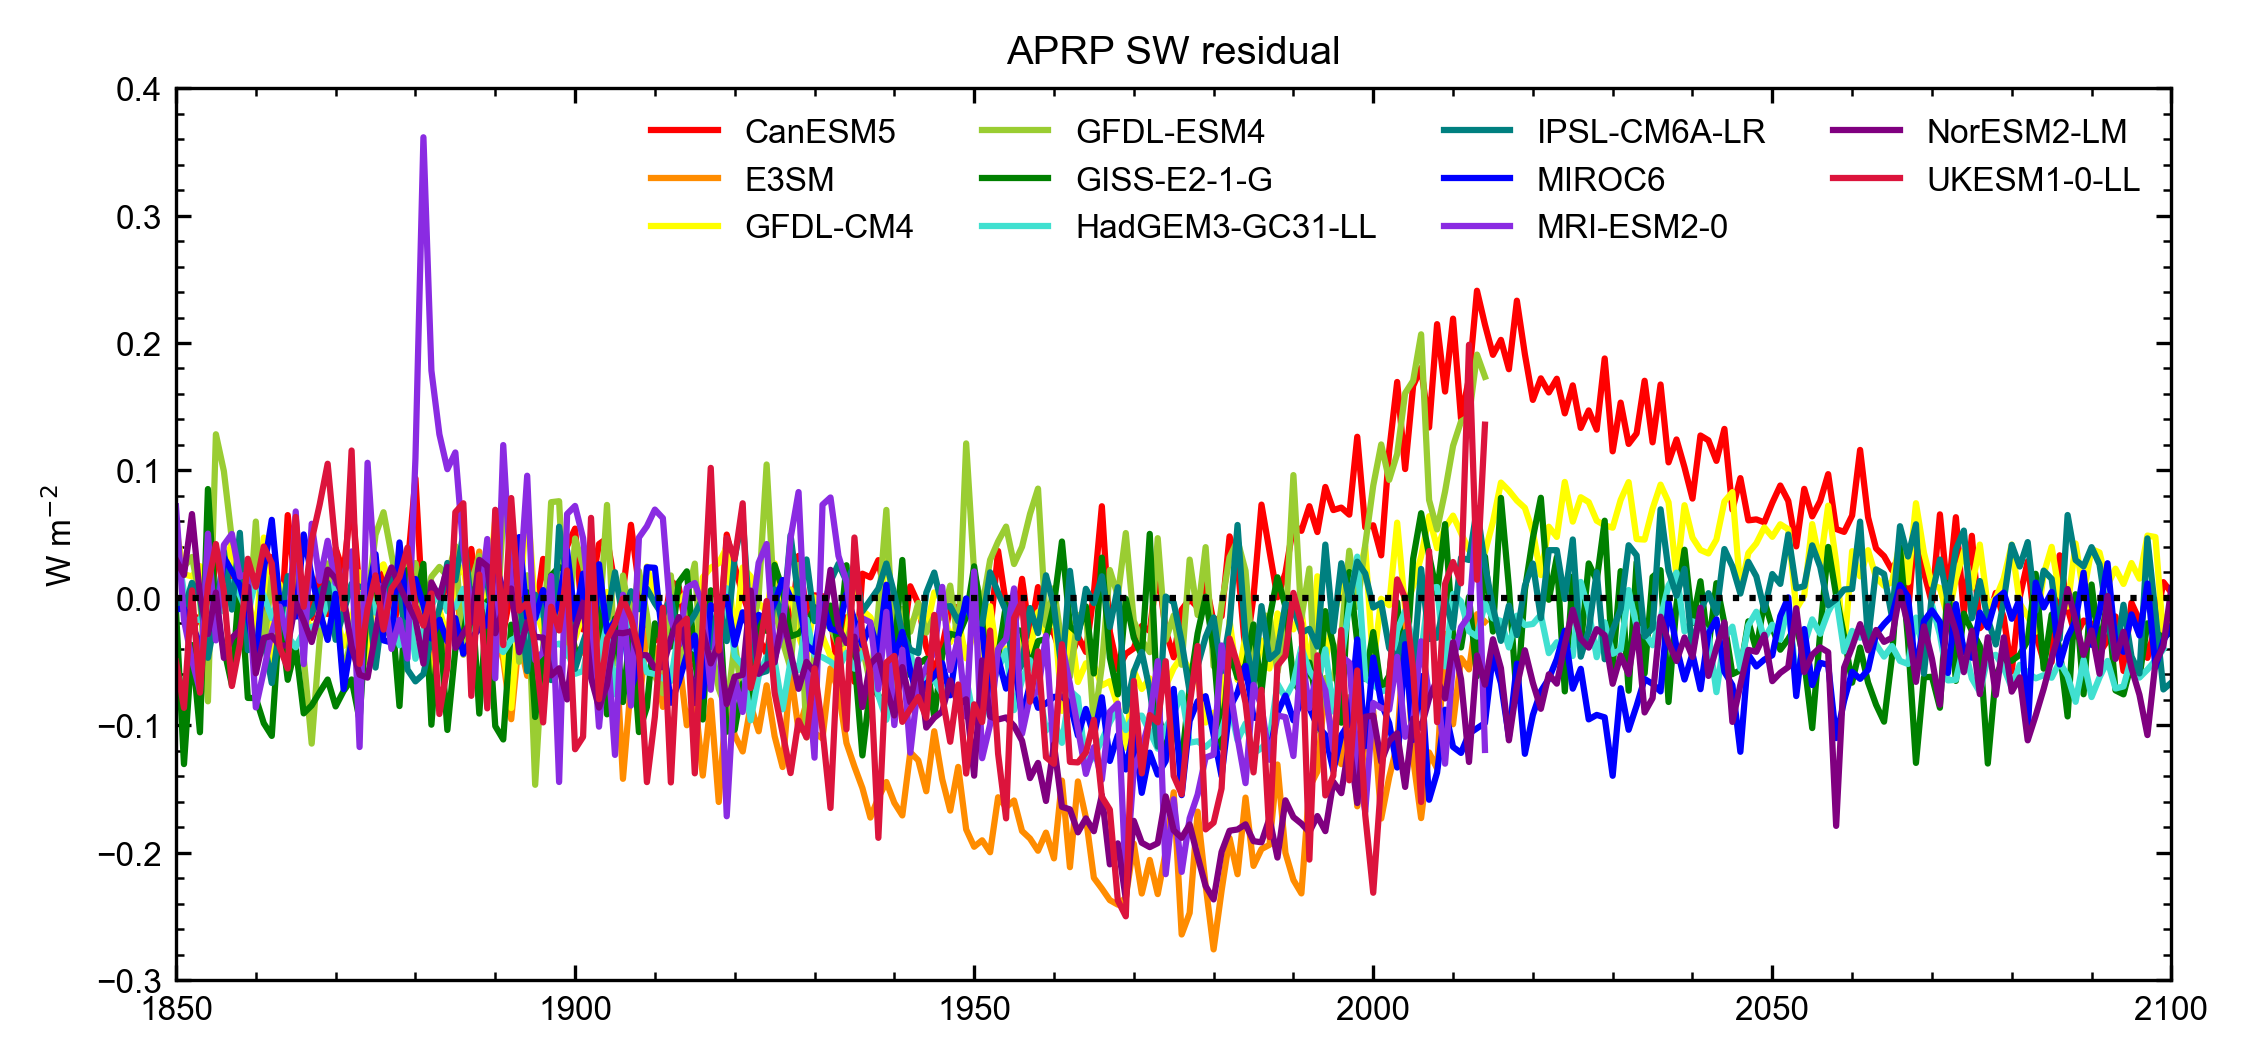 APRP SW residual
W m−2
0.4
0.3
0.2
0.1
0.0
−0.1
−0.2
−0.3
CanESM5
E3SM
GFDL-CM4
GFDL-ESM4
GISS-E2-1-G
HadGEM3-GC31-LL
IPSL-CM6A-LR
MIROC6
MRI-ESM2-0
NorESM2-LM
UKESM1-0-LL
1850 1900 1950 2000 2050 2100